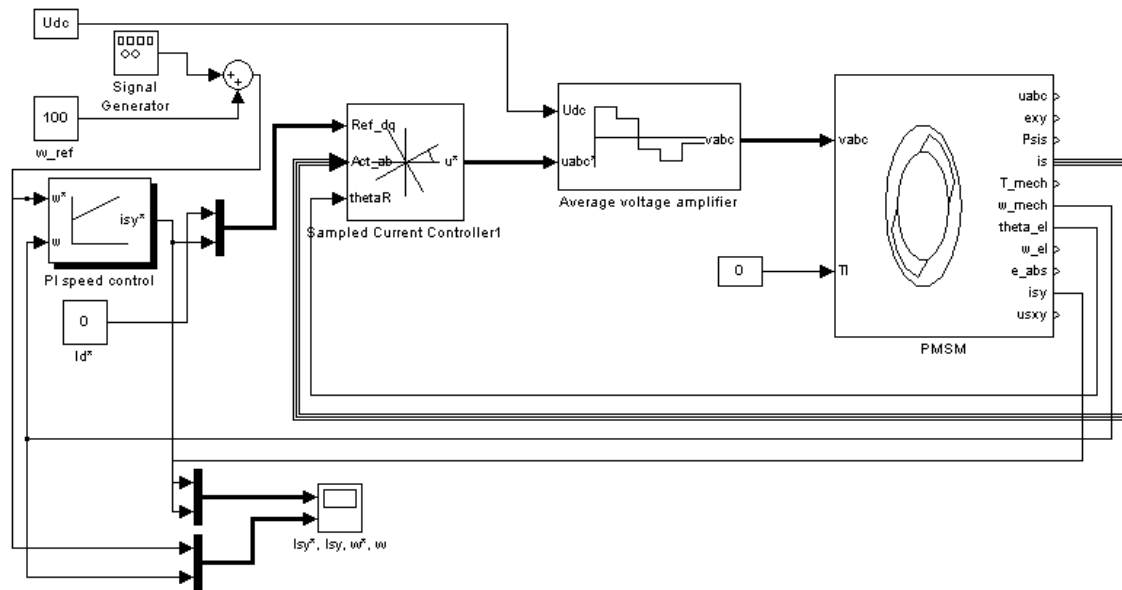 Udc
Signal
Generator
100
w_ref
w*
w
isy*
PI speed control
0
Id*
Ref_dq
Act_ab
thetaR
u*
Sampled Current Controller1
Udc
uabc*
vabc
Average voltage amplifier
0
vabc
Tl
uabc
exy
Psis
is
T_mech
w_mech
theta_el
w_el
e_abs
isy
usxy
PMSM
Isy*, Isy, w*, w